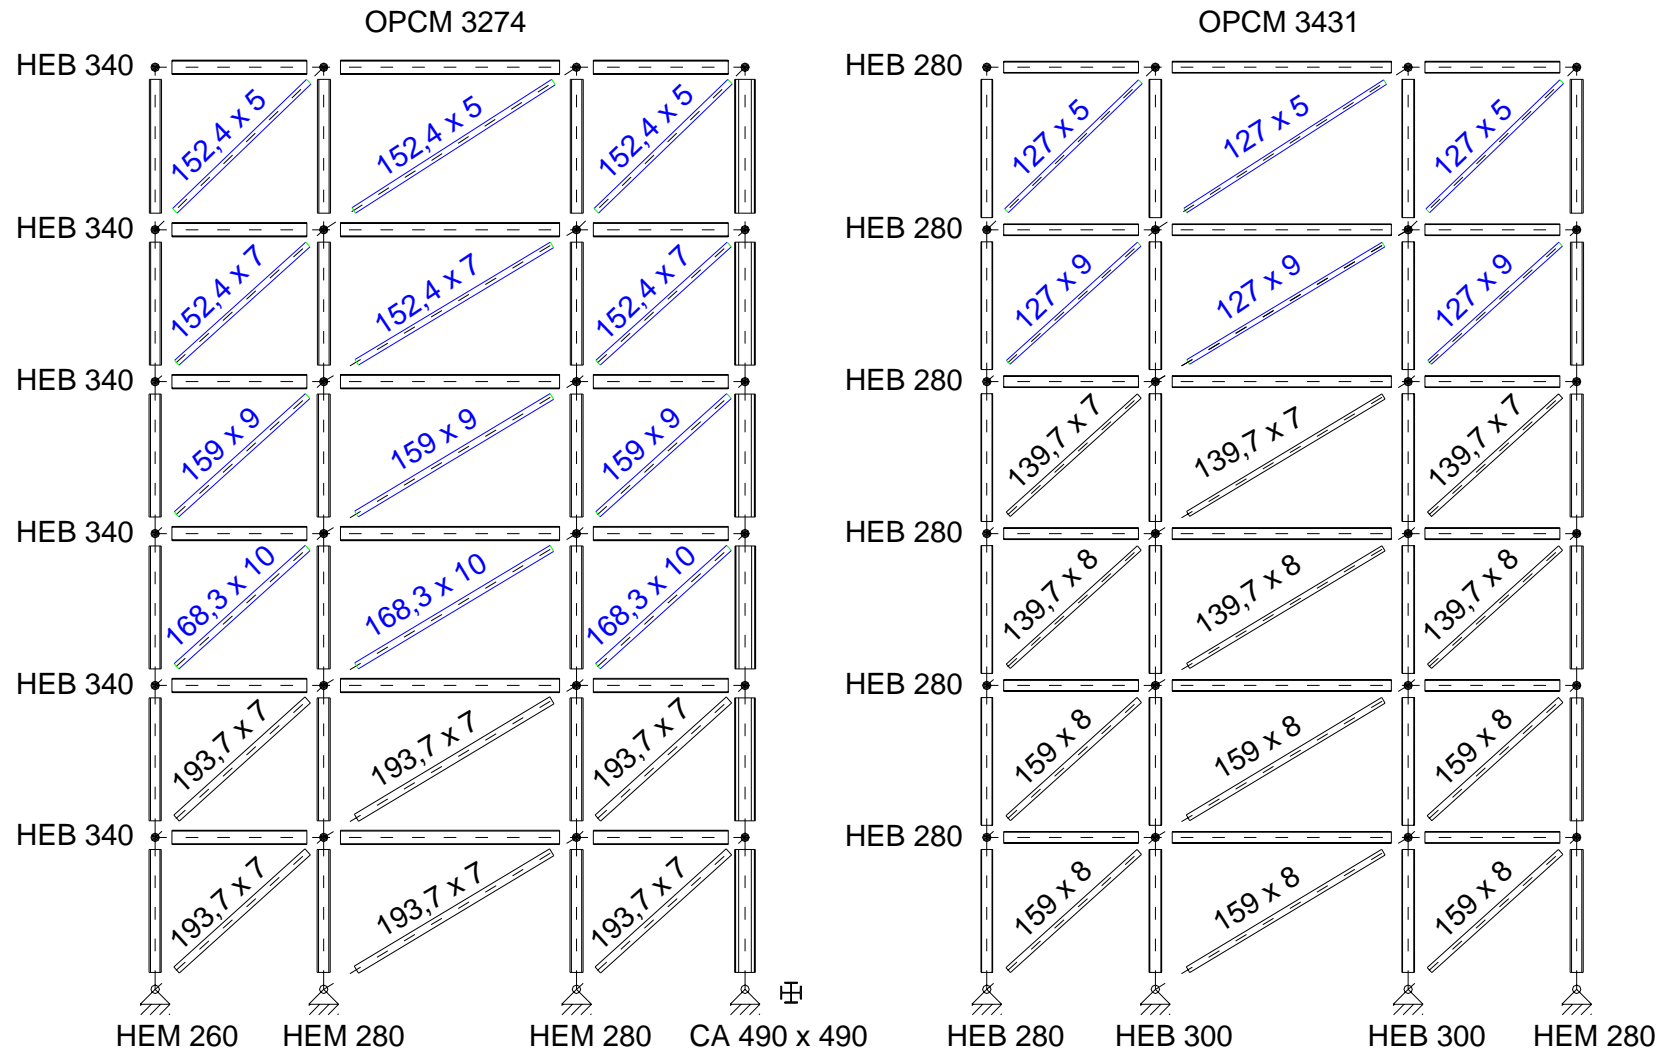 OPCM 3274
OPCM 3431
HEB 340
HEB 280
152,4 x 5
152,4 x 5
152,4 x 5
127 x 5
127 x 5
127 x 5
HEB 340
HEB 280
152,4 x 7
152,4 x 7
152,4 x 7
127 x 9
127 x 9
127 x 9
HEB 340
HEB 280
159 x 9
159 x 9
159 x 9
139,7 x 7
139,7 x 7
139,7 x 7
HEB 340
HEB 280
168,3 x 10
168,3 x 10
168,3 x 10
139,7 x 8
139,7 x 8
139,7 x 8
HEB 340
HEB 280
193,7 x 7
193,7 x 7
193,7 x 7
159 x 8
159 x 8
159 x 8
HEB 340
HEB 280
193,7 x 7
193,7 x 7
193,7 x 7
159 x 8
159 x 8
159 x 8
HEM 260
HEM 280
HEM 280
CA 490 x 490
HEB 280
HEB 300
HEB 300
HEM 280